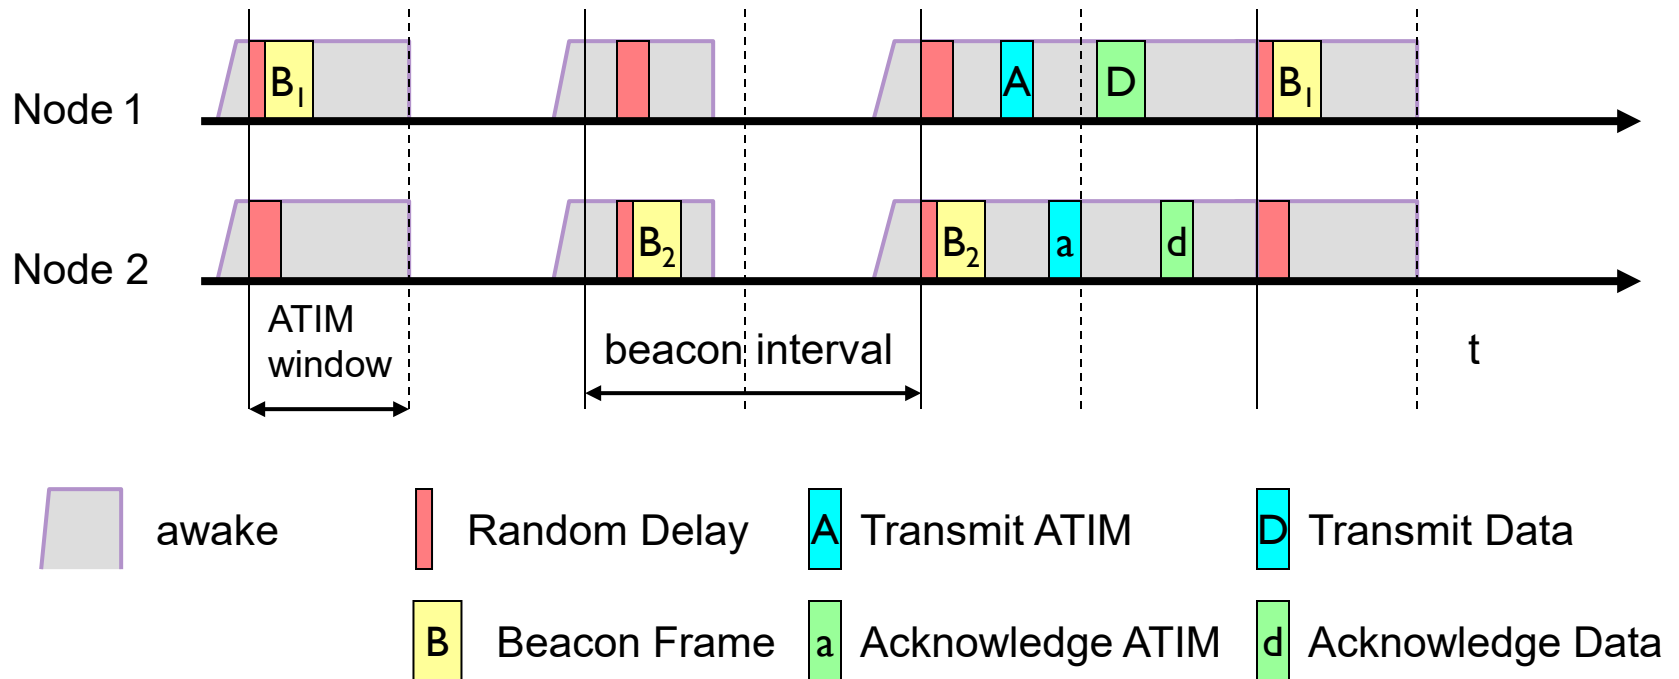 B1 A D B1
Node 1
B2 B2 a d
Node 2
ATIM
window
beacon interval
t
awake
Random Delay
A Transmit ATIM
D Transmit Data
B Beacon Frame
a Acknowledge ATIM
d Acknowledge Data